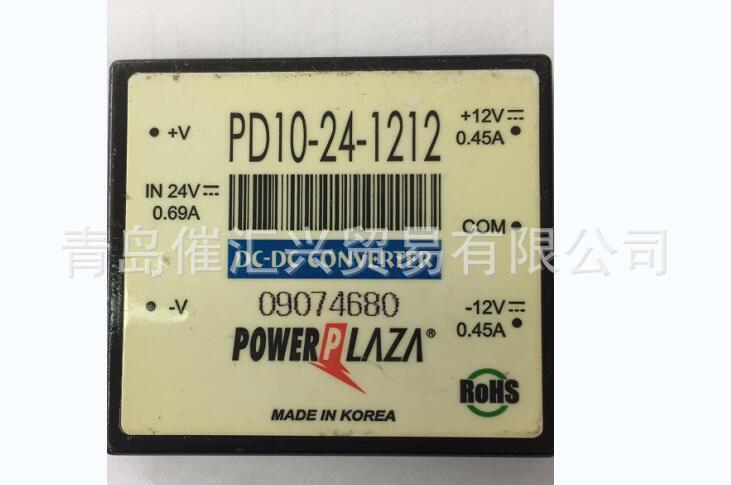 PD10-24-1212
+V
+12V⎓
0.45A
IN 24V⎓
0.69A
COM
青岛催汇兴贸易有限公司
DC-DC CONVERTER
-V
09074680
-12V⎓
0.45A
POWERPLAZA®
RoHS
MADE IN KOREA